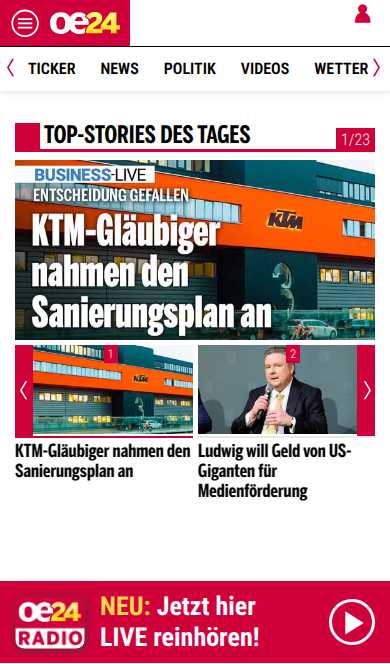 oe24
TICKER NEWS POLITIK VIDEOS WETTER
TOP-STORIES DES TAGES
1/23
BUSINESS-LIVE
ENTSCHEIDUNG GEFALLEN
KTM-Gläubiger
nahmen den
Sanierungsplan an
KTM
1
KTM
2
KTM-Gläubiger nahmen den
Sanierungsplan an
Ludwig will Geld von US-
Giganten für
Medienförderung
oe24
RADIO
NEU: Jetzt hier
LIVE reinhören!